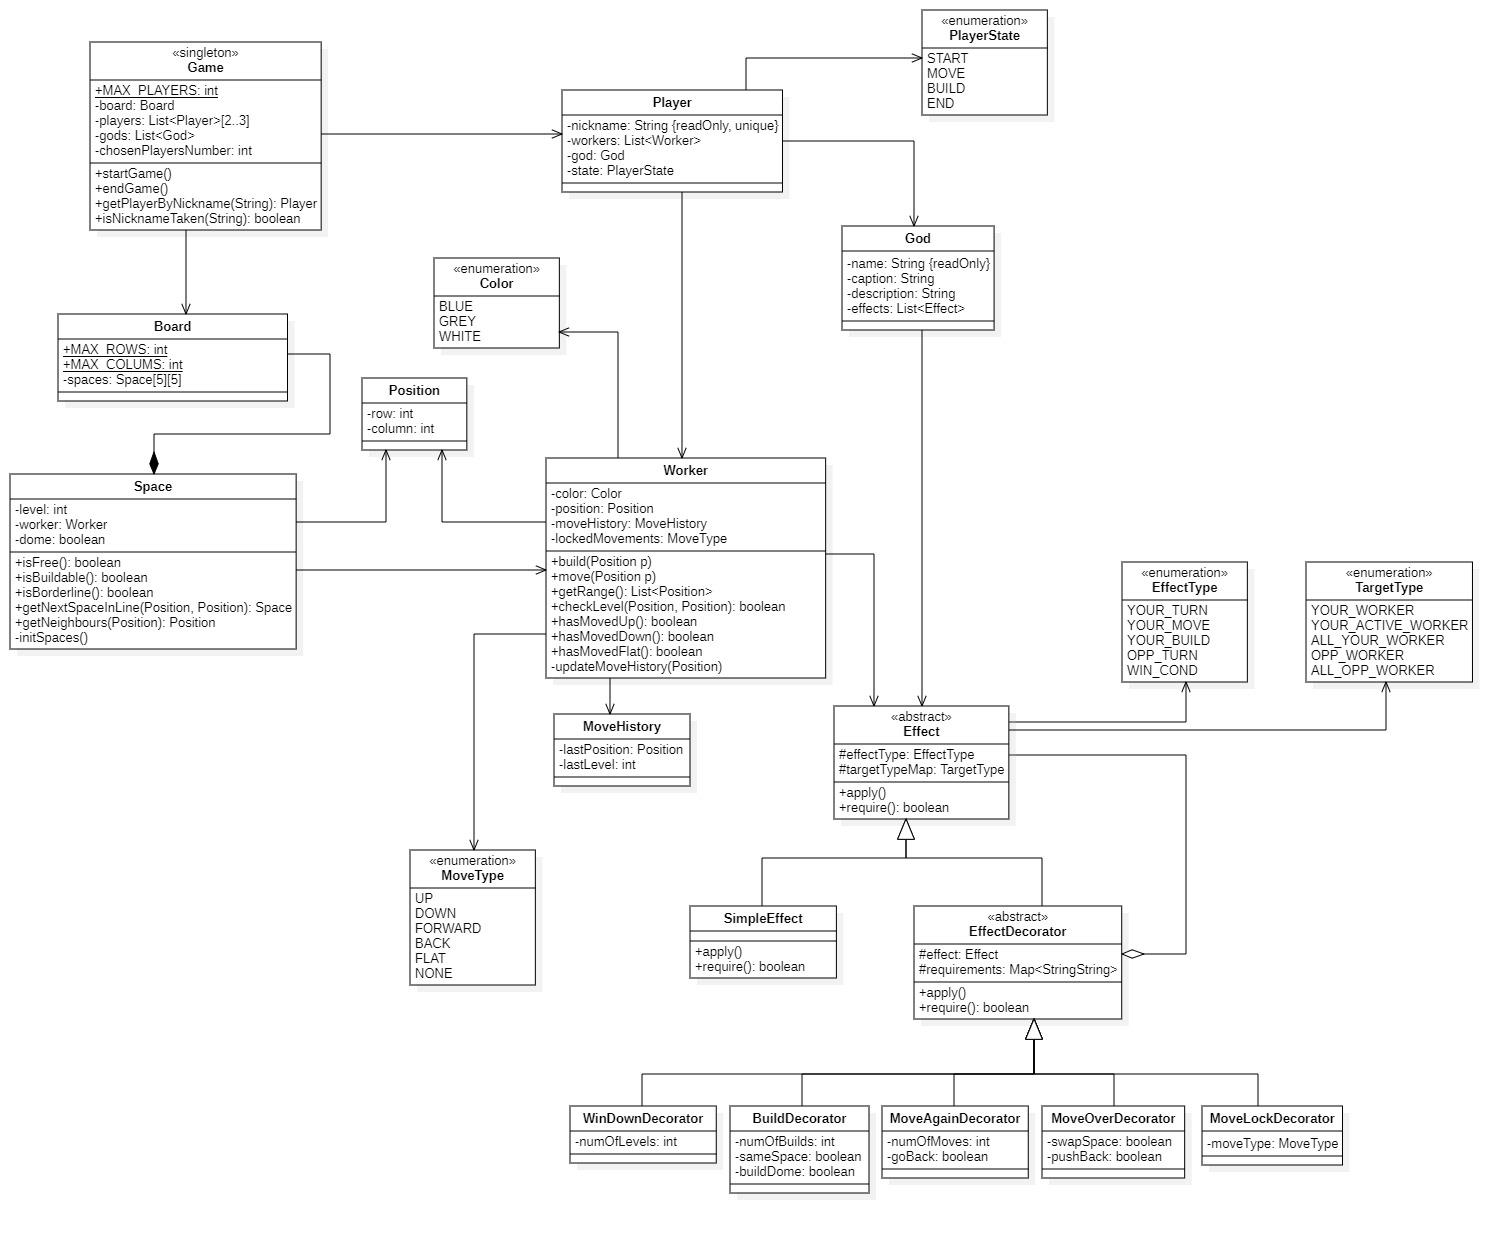 «singleton»
Game
+MAX_PLAYERS: int
-board: Board
-players: List<Player>[2..3]
-gods: List<God>
-chosenPlayersNumber: int
+startGame()
+endGame()
+getPlayerByNickname(String): Player
+isNicknameTaken(String): boolean
Player
-nickname: String {readOnly, unique}
-workers: List<Worker>
-god: God
-state: PlayerState
«enumeration»
PlayerState
START
MOVE
BUILD
END
God
-name: String {readOnly}
-caption: String
-description: String
-effects: List<Effect>
«enumeration»
Color
BLUE
GREY
WHITE
Board
+MAX_ROWS: int
+MAX_COLUMS: int
-spaces: Space[5][5]
Position
-row: int
-column: int
Space
-level: int
-worker: Worker
-dome: boolean
+isFree(): boolean
+isBuildable(): boolean
+isBorderline(): boolean
+getNextSpaceInLine(Position, Position): Space
+getNeighbours(Position): Position
-initSpaces()
Worker
-color: Color
-position: Position
-moveHistory: MoveHistory
-lockedMovements: MoveType
+build(Position p)
+move(Position p)
+getRange(): List<Position>
+checkLevel(Position, Position): boolean
+hasMovedUp(): boolean
+hasMovedDown(): boolean
+hasMovedFlat(): boolean
-updateMoveHistory(Position)
«enumeration»
EffectType
YOUR_TURN
YOUR_MOVE
YOUR_BUILD
OPP_TURN
WIN_COND
«enumeration»
TargetType
YOUR_WORKER
YOUR_ACTIVE_WORKER
ALL_YOUR_WORKER
OPP_WORKER
ALL_OPP_WORKER
MoveHistory
-lastPosition: Position
-lastLevel: int
«abstract»
Effect
#effectType: EffectType
#targetTypeMap: TargetType
+apply()
+require(): boolean
«enumeration»
MoveType
UP
DOWN
FORWARD
BACK
FLAT
NONE
SimpleEffect
+apply()
+require(): boolean
«abstract»
EffectDecorator
#effect: Effect
#requirements: Map<StringString>
+apply()
+require(): boolean
WinDownDecorator
-numOfLevels: int
BuildDecorator
-numOfBuilds: int
-sameSpace: boolean
-buildDome: boolean
MoveAgainDecorator
-numOfMoves: int
-goBack: boolean
MoveOverDecorator
-swapSpace: boolean
-pushBack: boolean
MoveLockDecorator
-moveType: MoveType